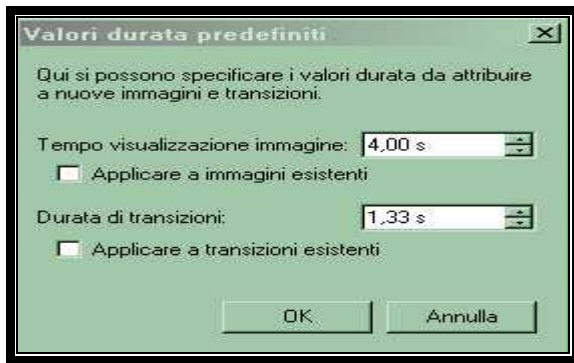 Valori durata predefiniti
Qui si possono specificare i valori durata da attribuire
a nuove immagini e transizioni.
Tempo visualizzazione immagine: 4,00 s
Applicare a immagini esistenti
Durata di transizioni: 1,33 s
Applicare a transizioni esistenti
OK Annulla